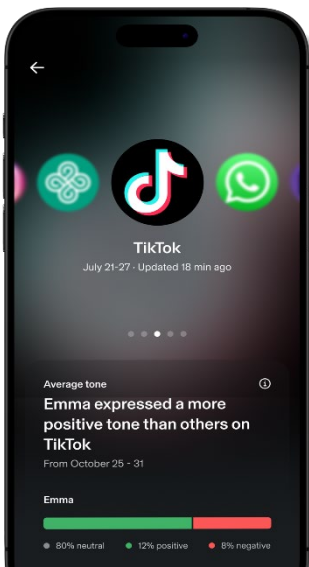 TikTok
July 21-27 · Updated 18 min ago
Average tone
Emma expressed a more
positive tone than others on
TikTok
From October 25 - 31
Emma
80% neutral
12% positive
8% negative